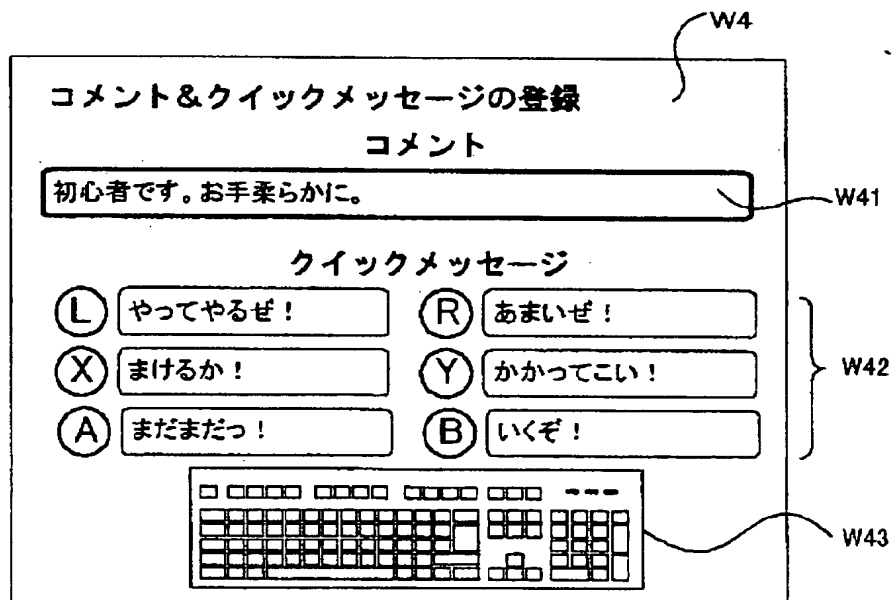 W4
コメント&クイックメッセージの登録
コメント
初心者です。お手柔らかに。
W41
クイックメッセージ
L やってやるぜ! R あまいぜ!
X まけるか! Y かかってこい! W42
A まだまだっ! B いくぞ!
W43